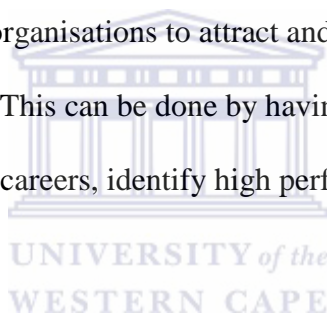 organisations to attract and
This can be done by havin
careers, identify high perf
UNIVERSITY of the
WESTERN CAPE